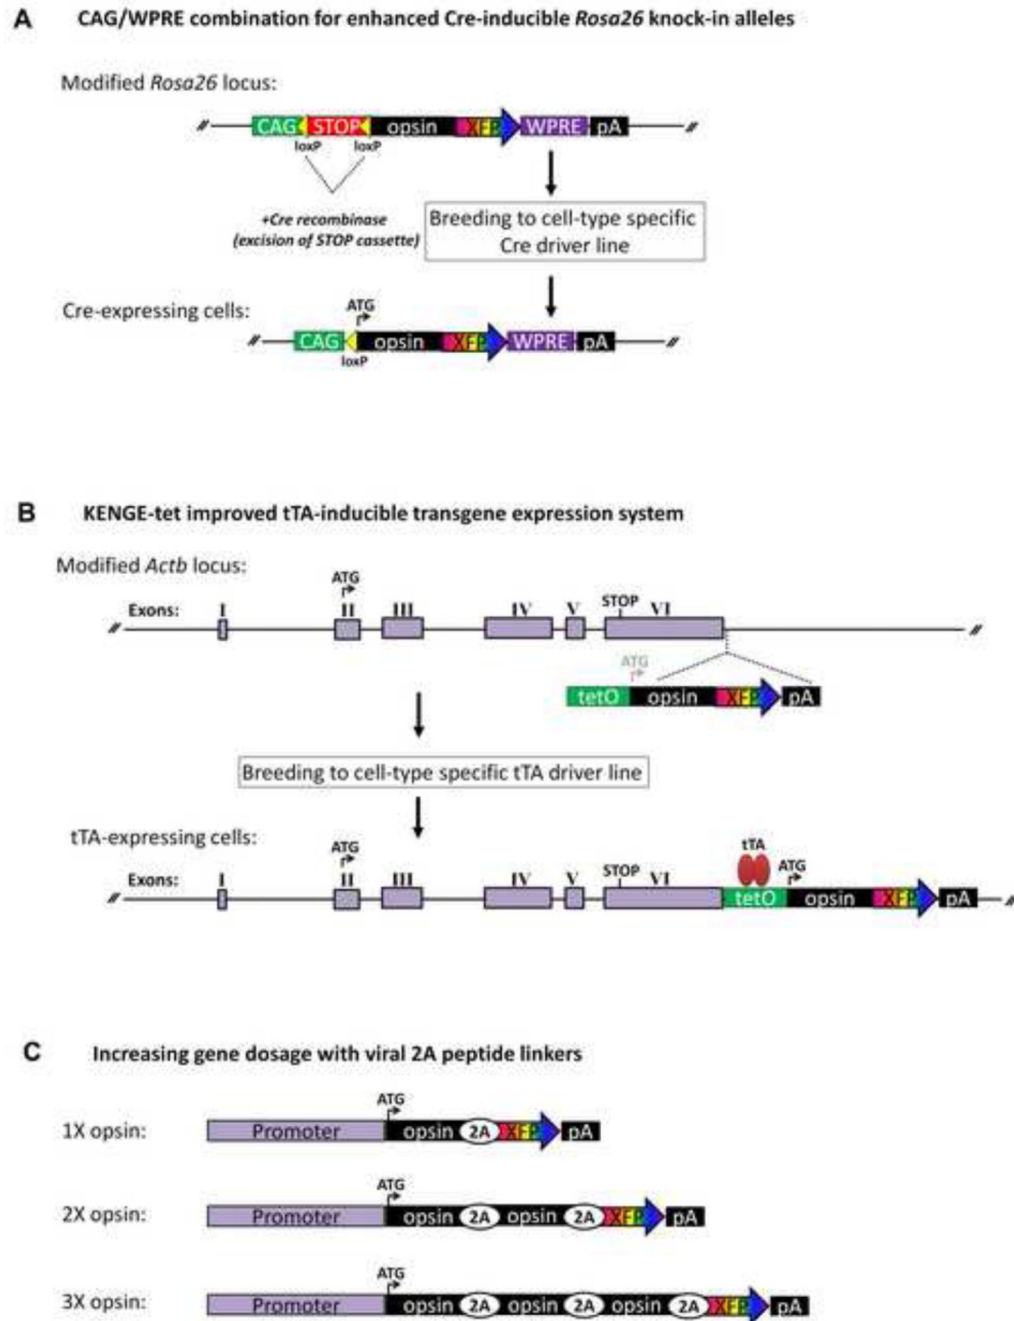 A CAG/WPRE combination for enhanced Cre-inducible Rosa26 knock-in alleles
Modified Rosa26 locus:
CAG STOP opsin XFP WPRE pA
loxP loxP
+Cre recombinase
(excision of STOP cassette)
Breeding to cell-type specific
Cre driver line
Cre-expressing cells:
ATG
CAG opsin XFP WPRE pA
loxP
B KENGE-tet improved tTA-inducible transgene expression system
Modified Actb locus:
ATG
Exons: I II III IV V STOP VI
ATG
tetO opsin XFP pA
Breeding to cell-type specific tTA driver line
tTA-expressing cells:
ATG tTA
Exons: I II III IV V STOP VI ATG
tetO opsin XFP pA
C Increasing gene dosage with viral 2A peptide linkers
ATG
1X opsin: Promoter opsin 2A XFP pA
ATG
2X opsin: Promoter opsin 2A opsin 2A XFP pA
ATG
3X opsin: Promoter opsin 2A opsin 2A opsin 2A XFP pA